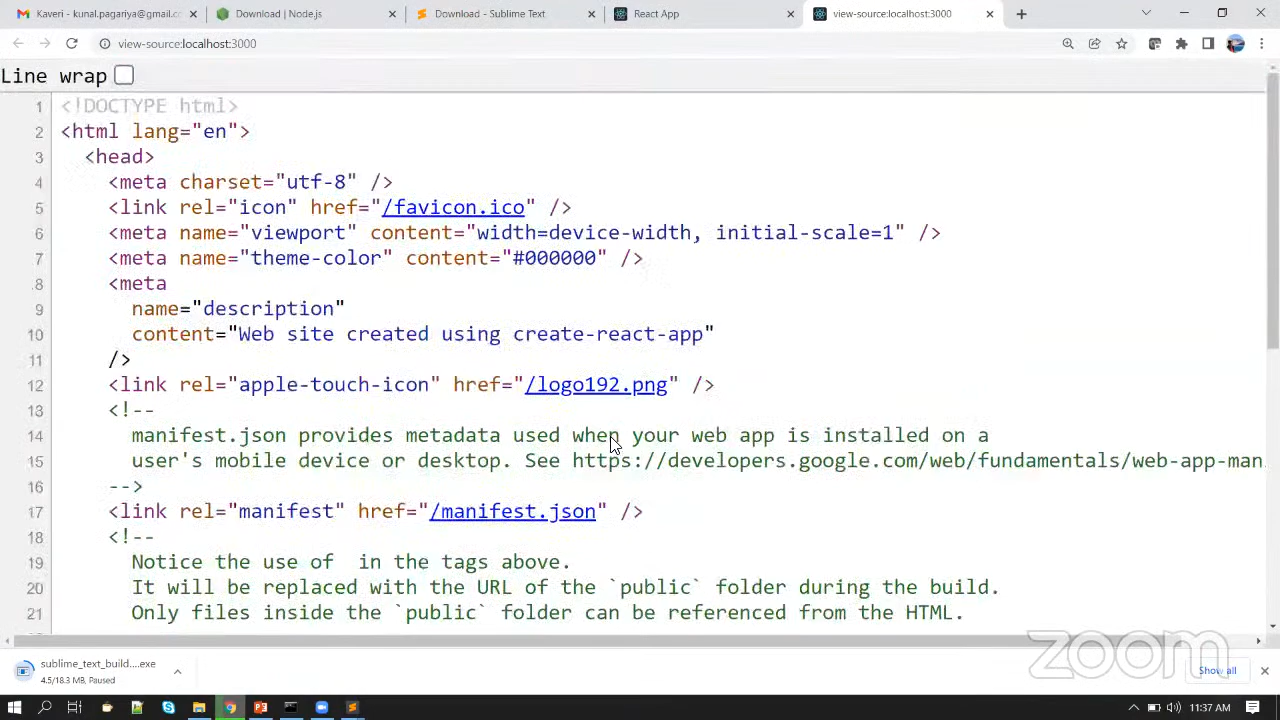 Kaveri - kunal.pagariya@gmail.c
Download | Node.js
Download - Sublime Text
React App
view-source:localhost:3000
view-source:localhost:3000
Line wrap
1 <!DOCTYPE html>
2 <html lang="en">
3 <head>
4 <meta charset="utf-8" />
5 <link rel="icon" href="/favicon.ico" />
6 <meta name="viewport" content="width=device-width, initial-scale=1" />
7 <meta name="theme-color" content="#000000" />
8 <meta
9 name="description"
10 content="Web site created using create-react-app"
11 />
12 <link rel="apple-touch-icon" href="/logo192.png" />
13 <!--
14 manifest.json provides metadata used when your web app is installed on a
15 user's mobile device or desktop. See https://developers.google.com/web/fundamentals/web-app-man
16 -->
17 <link rel="manifest" href="/manifest.json" />
18 <!--
19 Notice the use of  in the tags above.
20 It will be replaced with the URL of the `public` folder during the build.
21 Only files inside the `public` folder can be referenced from the HTML.
zoom
sublime_text_build....exe
4.5/18.3 MB, Paused
Show all
11:37 AM